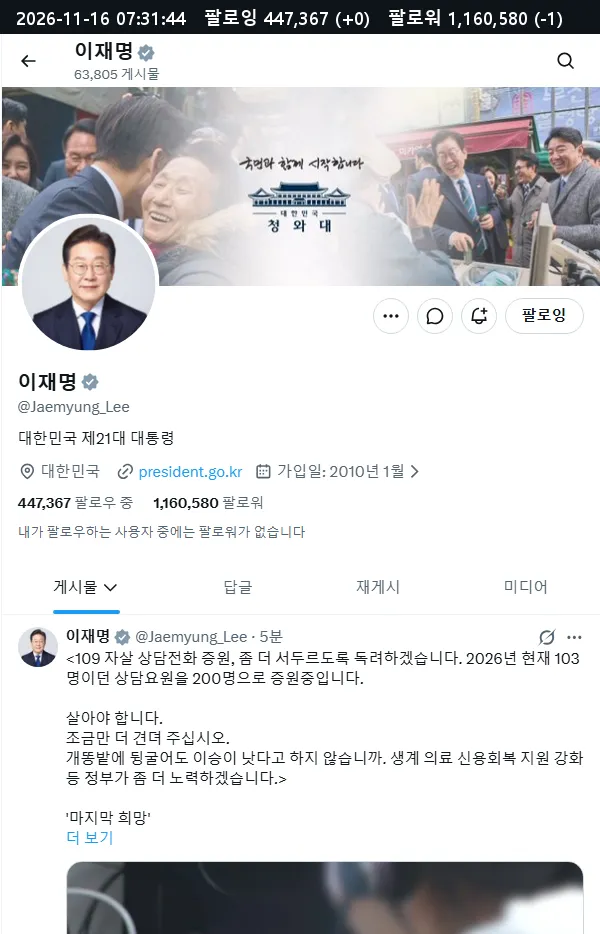 2026-11-16 07:31:44 팔로잉 447,367 (+0) 팔로워 1,160,580 (-1)
이재명
63,805 게시물
국민과 함께 시작합니다
대한민국
청와대
팔로잉
이재명
@Jaemyung_Lee
대한민국 제21대 대통령
대한민국 president.go.kr 가입일: 2010년 1월
447,367 팔로우 중 1,160,580 팔로워
내가 팔로우하는 사용자 중에는 팔로워가 없습니다
게시물 답글 재게시 미디어
이재명 @Jaemyung_Lee · 5분
<109 자살 상담전화 증원, 좀 더 서두르도록 독려하겠습니다. 2026년 현재 103
명이던 상담요원을 200명으로 증원중입니다.
살아야 합니다.
조금만 더 견뎌 주십시오.
개똥밭에 뒹굴어도 이승이 낫다고 하지 않습니까. 생계 의료 신용회복 지원 강화
등 정부가 좀 더 노력하겠습니다.>
'마지막 희망'
더 보기